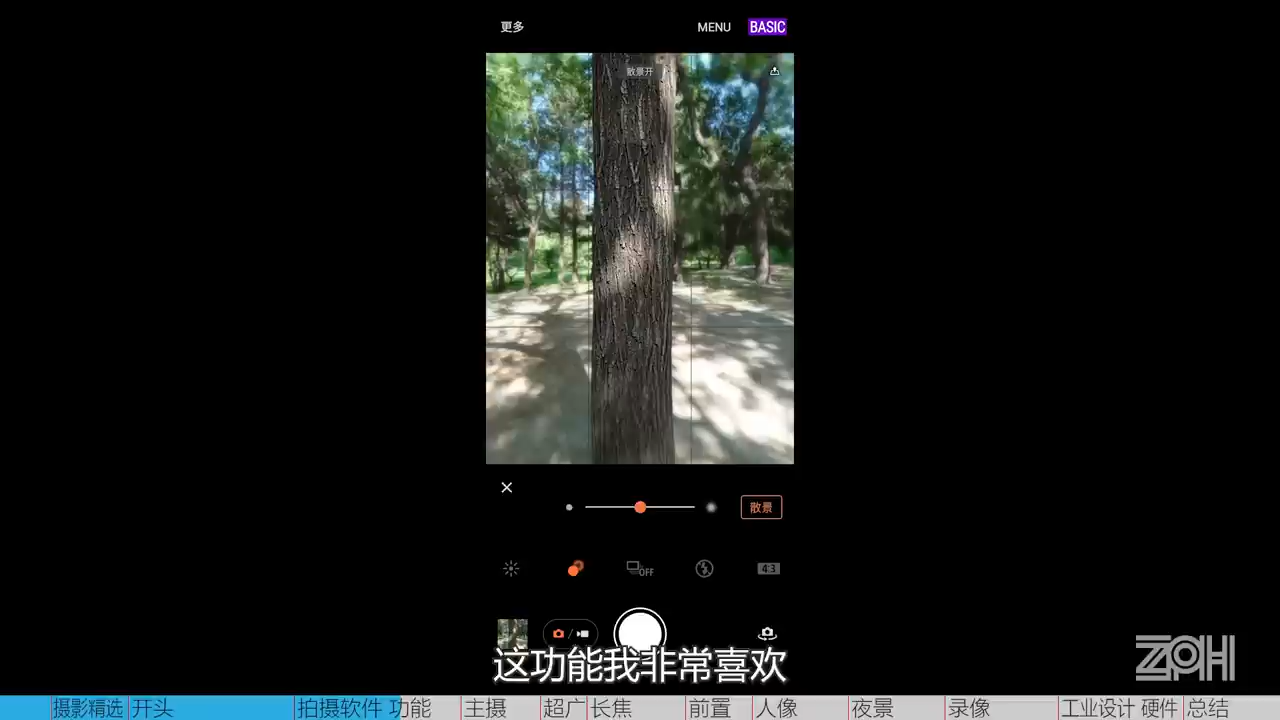 更多 MENU BASIC
散景开
散景
OFF 4:3
这功能我非常喜欢
ZPH
摄影精选 开头 拍摄软件 功能 主摄 超广 长焦 前置 人像 夜景 录像 工业设计 硬件 总结